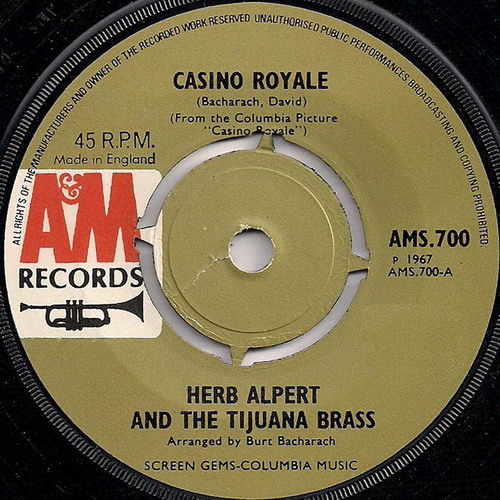 ALL RIGHTS OF THE MANUFACTURERS AND OWNER OF THE RECORDED WORK RESERVED UNAUTHORISED PUBLIC PERFORMANCES BROADCASTING AND COPYING PROHIBITED
CASINO ROYALE
(Bacharach, David)
(From the Columbia Picture
"Casino Royale")
45 R.P.M.
Made in England
A&M
RECORDS
AMS.700
P 1967
AMS.700-A
HERB ALPERT
AND THE TIJUANA BRASS
Arranged by Burt Bacharach
SCREEN GEMS-COLUMBIA MUSIC